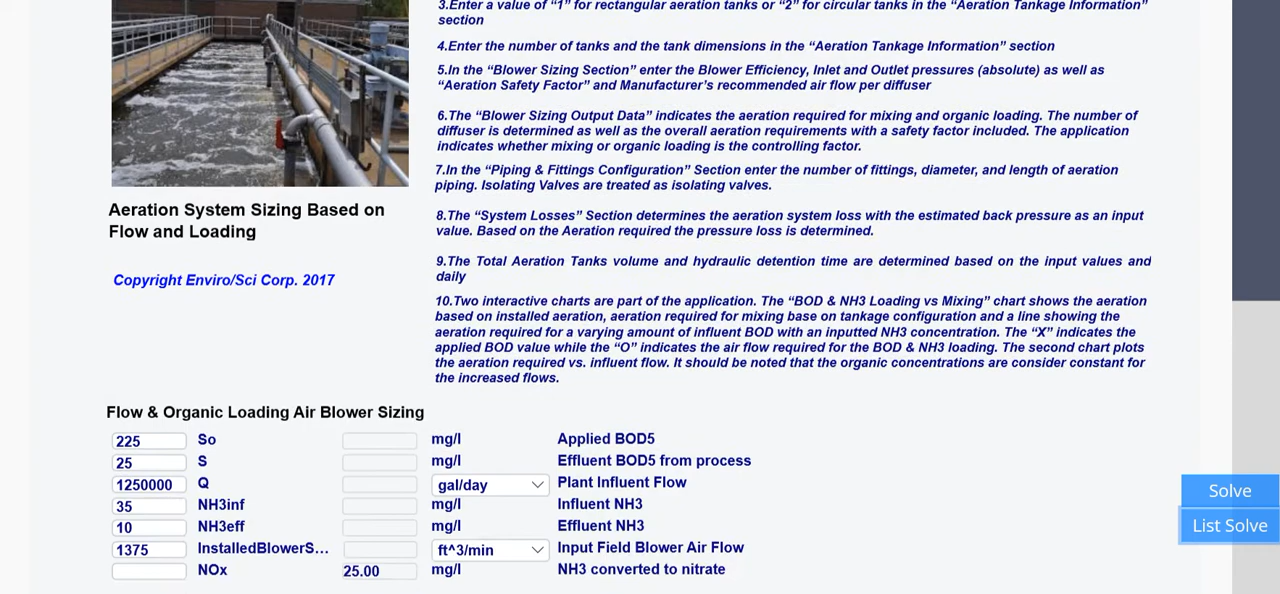 3.Enter a value of “1” for rectangular aeration tanks or “2” for circular tanks in the “Aeration Tankage Information”
section
4.Enter the number of tanks and the tank dimensions in the “Aeration Tankage Information” section
5.In the “Blower Sizing Section” enter the Blower Efficiency, Inlet and Outlet pressures (absolute) as well as
“Aeration Safety Factor” and Manufacturer’s recommended air flow per diffuser
6.The “Blower Sizing Output Data” indicates the aeration required for mixing and organic loading. The number of
diffuser is determined as well as the overall aeration requirements with a safety factor included. The application
indicates whether mixing or organic loading is the controlling factor.
7.In the “Piping & Fittings Configuration” Section enter the number of fittings, diameter, and length of aeration
piping. Isolating Valves are treated as isolating valves.
Aeration System Sizing Based on
Flow and Loading
8.The “System Losses” Section determines the aeration system loss with the estimated back pressure as an input
value. Based on the Aeration required the pressure loss is determined.
9.The Total Aeration Tanks volume and hydraulic detention time are determined based on the input values and
daily
Copyright Enviro/Sci Corp. 2017
10.Two interactive charts are part of the application. The “BOD & NH3 Loading vs Mixing” chart shows the aeration
based on installed aeration, aeration required for mixing base on tankage configuration and a line showing the
aeration required for a varying amount of influent BOD with an inputted NH3 concentration. The “X” indicates the
applied BOD value while the “O” indicates the air flow required for the BOD & NH3 loading. The second chart plots
the aeration required vs. influent flow. It should be noted that the organic concentrations are consider constant for
the increased flows.
Flow & Organic Loading Air Blower Sizing
225 So mg/l Applied BOD5
25 S mg/l Effluent BOD5 from process
1250000 Q gal/day Plant Influent Flow
35 NH3inf mg/l Influent NH3
10 NH3eff mg/l Effluent NH3
1375 InstalledBlowerS... ft^3/min Input Field Blower Air Flow
NOx 25.00 mg/l NH3 converted to nitrate
Solve
List Solve